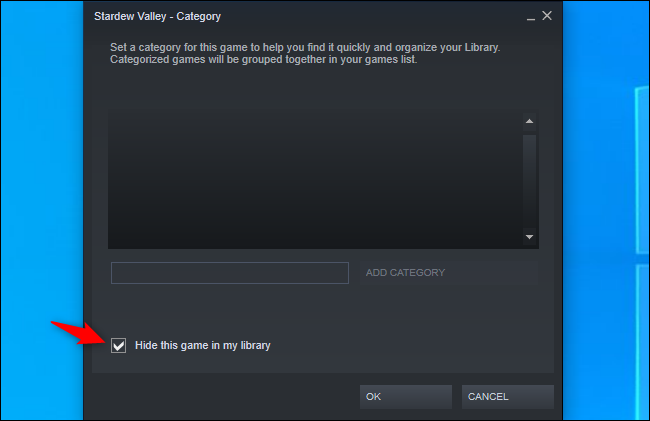 Stardew Valley - Category
Set a category for this game to help you find it quickly and organize your Library.
Categorized games will be grouped together in your games list.
ADD CATEGORY
Hide this game in my library
OK
CANCEL